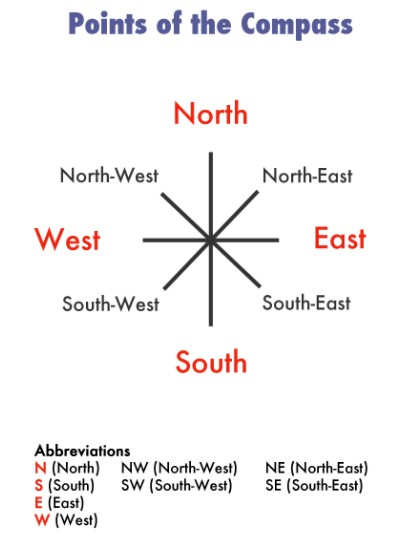 Points of the Compass
North
North-West North-East
West East
South-West South-East
South
Abbreviations
N (North) NW (North-West) NE (North-East)
S (South) SW (South-West) SE (South-East)
E (East)
W (West)